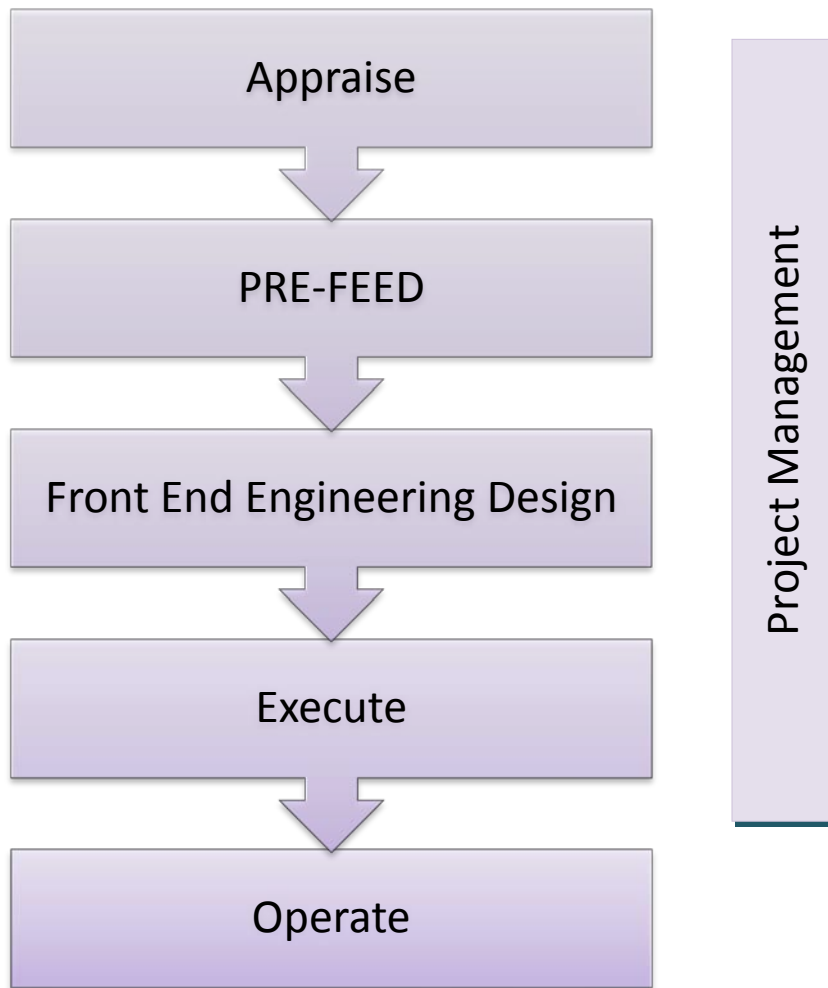 Appraise
PRE-FEED
Front End Engineering Design
Execute
Operate
Project Management